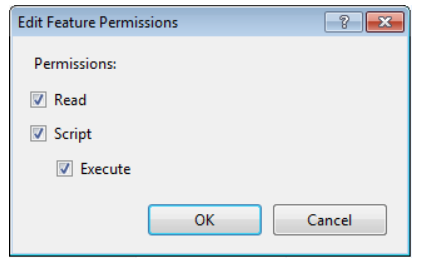 Edit Feature Permissions
?
Permissions:
Read
Script
Execute
OK Cancel